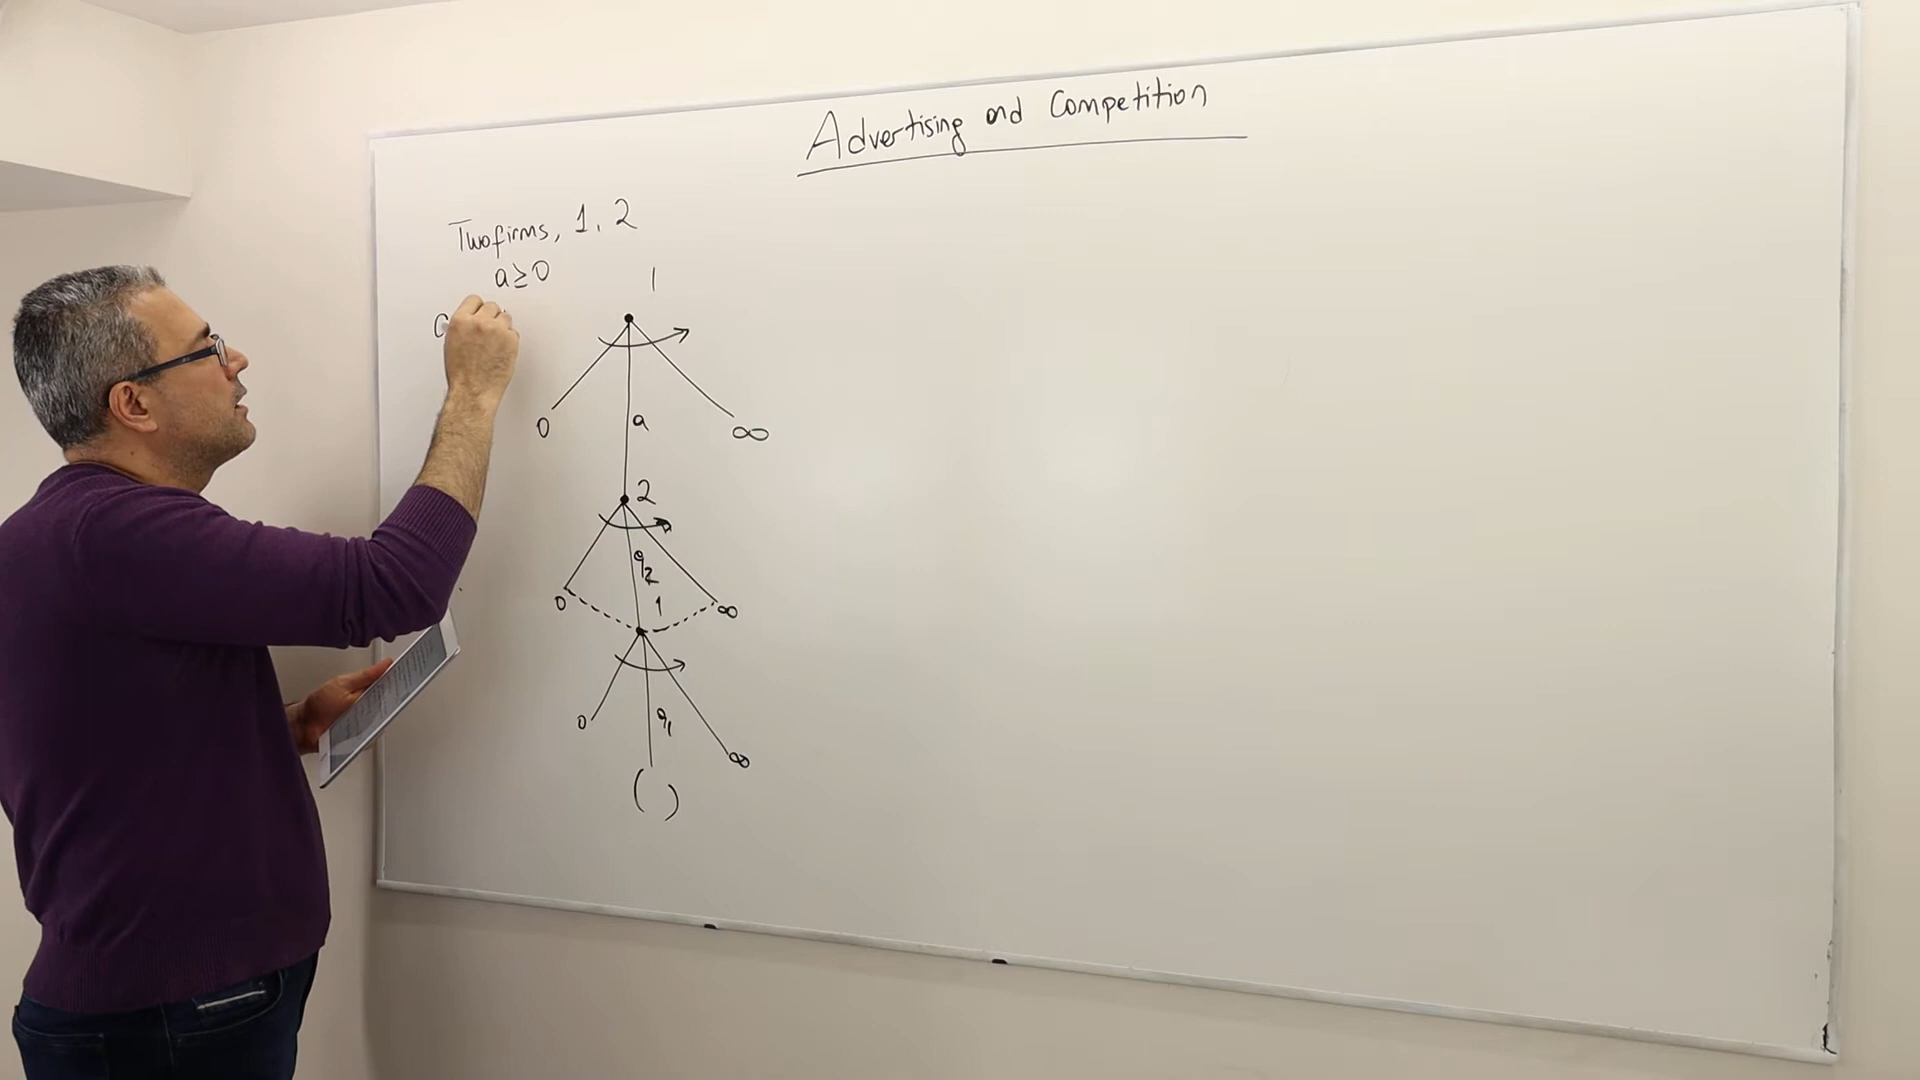 Advertising and Competition
Two firms, 1, 2
a≥0
1
0
a
∞
2
q₂
0
1
∞
0
q₁
∞
( )